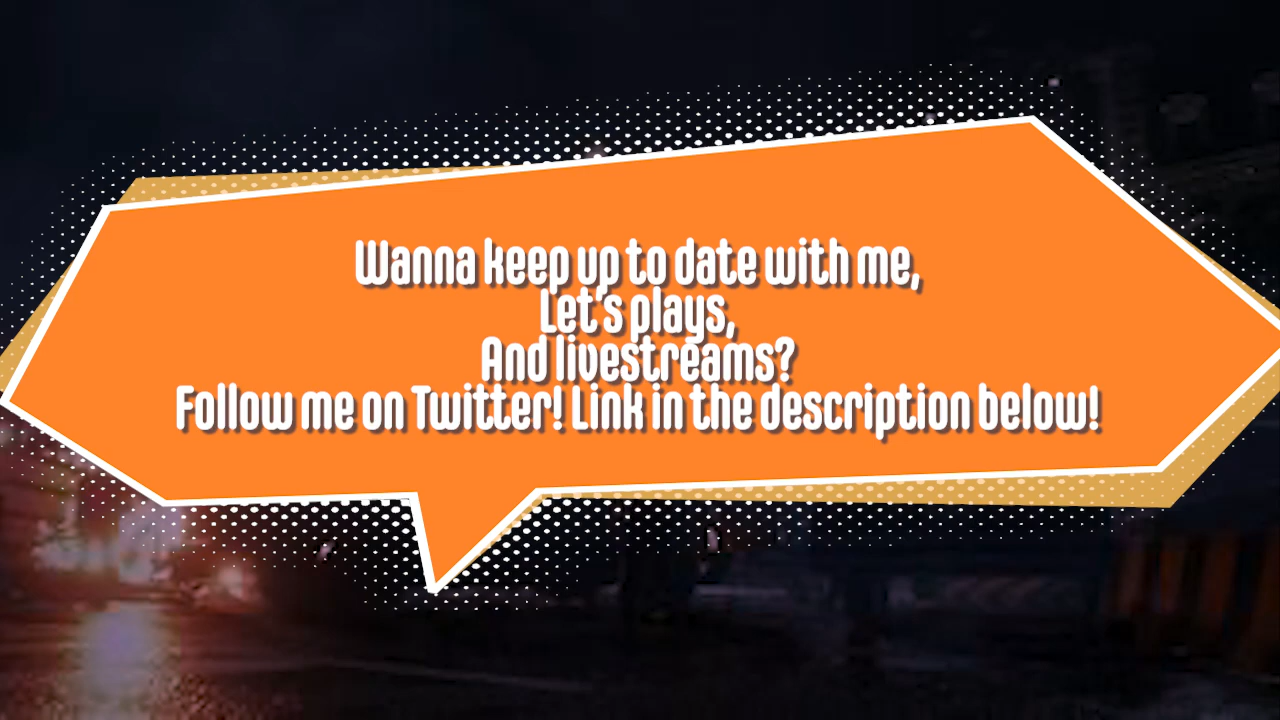 Wanna keep up to date with me,
Let's plays,
And livestreams?
Follow me on Twitter! Link in the description below!